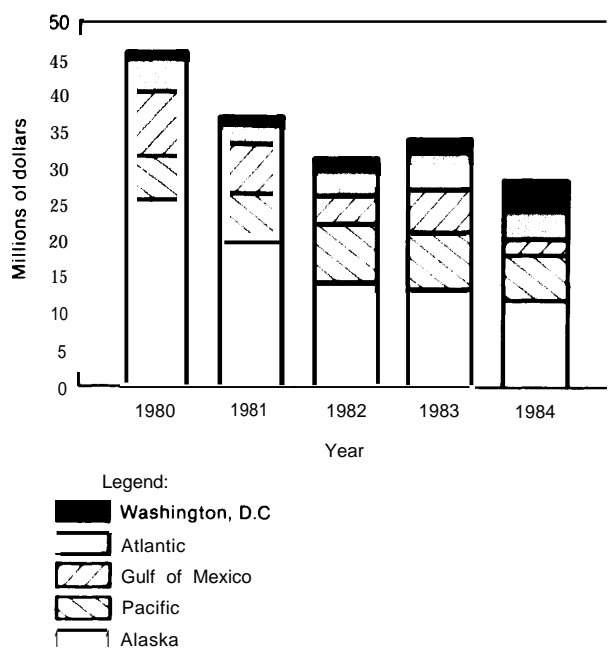 Millions of dollars
50
45
40
35
30
25
20
15
10
5
0
1980 1981 1982 1983 1984
Year
Legend:
Washington, D.C
Atlantic
Gulf of Mexico
Pacific
Alaska